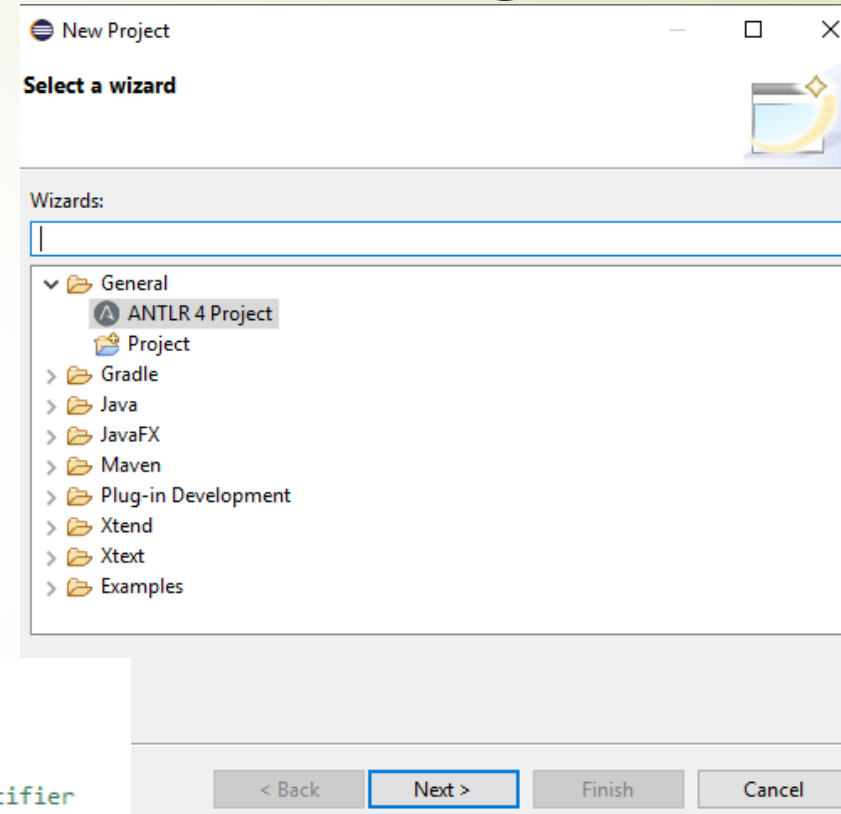 New Project
Select a wizard
Wizards:
General
ANTLR 4 Project
Project
Gradle
Java
JavaFX
Maven
Plug-in Development
Xtend
Xtext
Examples
tifier
< Back Next > Finish Cancel